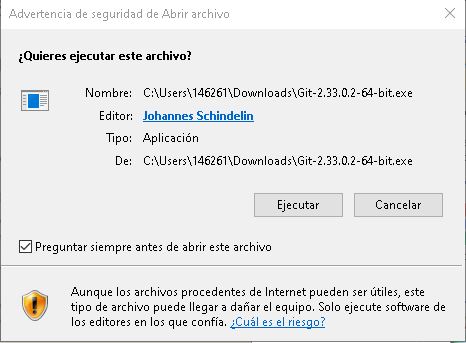 Advertencia de seguridad de Abrir archivo
¿Quieres ejecutar este archivo?
Nombre: C:\Users\146261\Downloads\Git-2.33.0.2-64-bit.exe
Editor: Johannes Schindelin
Tipo: Aplicación
De: C:\Users\146261\Downloads\Git-2.33.0.2-64-bit.exe
Ejecutar Cancelar
Preguntar siempre antes de abrir este archivo
Aunque los archivos procedentes de Internet pueden ser útiles, este
tipo de archivo puede llegar a dañar el equipo. Solo ejecute software de
los editores en los que confía. ¿Cuál es el riesgo?